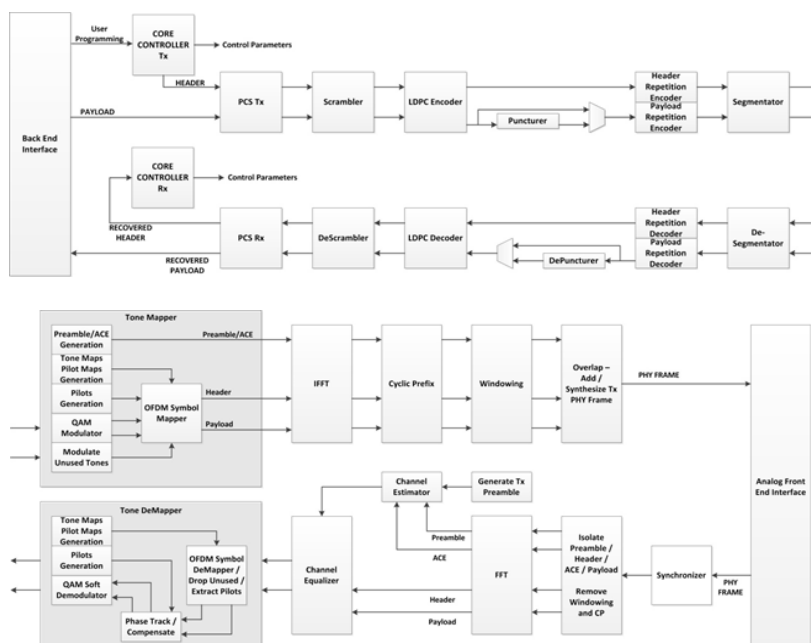 User
Programming
CORE
CONTROLLER
Tx
Control Parameters
HEADER
PAYLOAD
Back End
Interface
PCS Tx
Scrambler
LDPC Encoder
Puncturer
Header
Repetition
Encoder
Payload
Repetition
Encoder
Segmentator
CORE
CONTROLLER
Rx
Control Parameters
RECOVERED
HEADER
RECOVERED
PAYLOAD
PCS Rx
DeScrambler
LDPC Decoder
DePuncturer
Header
Repetition
Decoder
Payload
Repetition
Decoder
De-
Segmentator
Tone Mapper
Preamble/ACE
Generation
Tone Maps
Pilot Maps
Generation
Pilots
Generation
QAM
Modulator
Modulate
Unused Tones
OFDM Symbol
Mapper
Preamble/ACE
Header
Payload
IFFT
Cyclic Prefix
Windowing
Overlap –
Add /
Synthesize Tx
PHY Frame
PHY FRAME
Analog Front
End Interface
Tone DeMapper
Tone Maps
Pilot Maps
Generation
Pilots
Generation
QAM Soft
Demodulator
OFDM Symbol
DeMapper /
Drop Unused /
Extract Pilots
Phase Track /
Compensate
Channel
Equalizer
Channel
Estimator
Generate Tx
Preamble
Preamble
ACE
Header
Payload
FFT
Isolate
Preamble /
Header /
ACE / Payload
Remove
Windowing
and CP
Synchronizer
PHY
FRAME